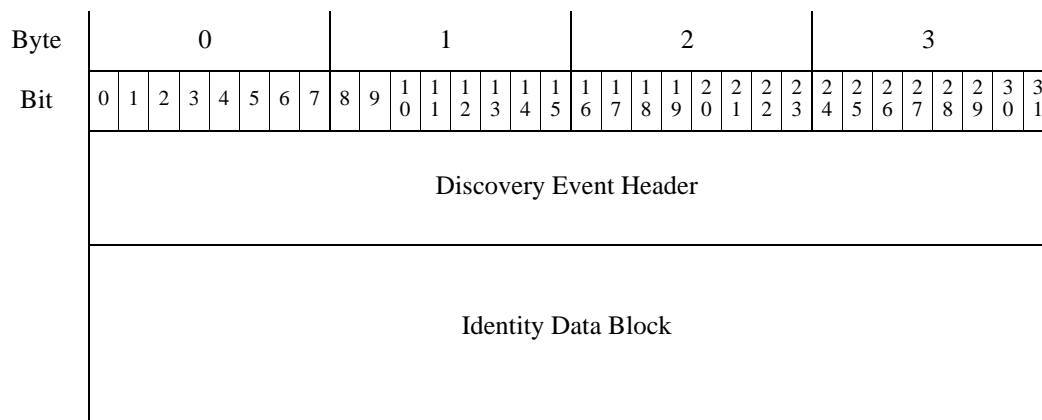 Byte 0 1 2 3
Bit 0 1 2 3 4 5 6 7 8 9 10 11 12 13 14 15 16 17 18 19 20 21 22 23 24 25 26 27 28 29 30 31
Discovery Event Header
Identity Data Block